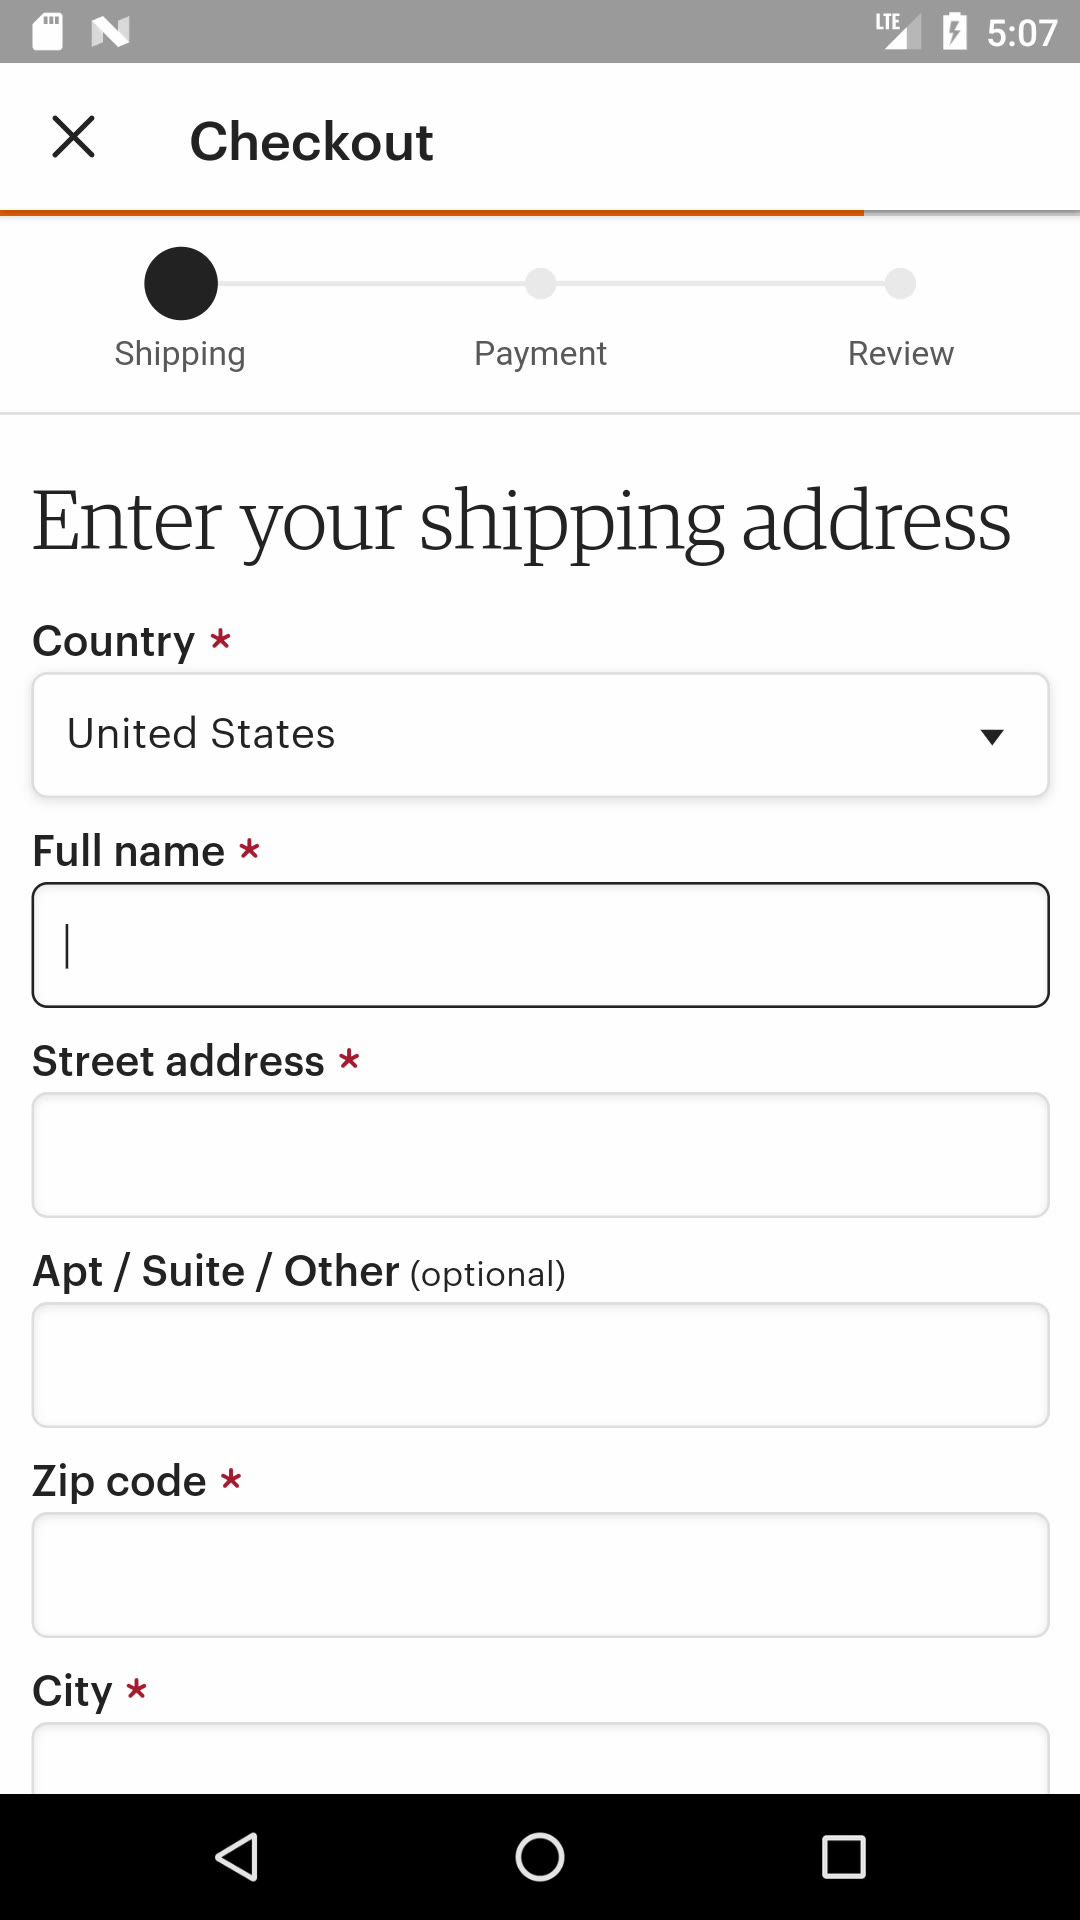 LTE 5:07
Checkout
Shipping Payment Review
Enter your shipping address
Country *
United States
Full name *
Street address *
Apt / Suite / Other (optional)
Zip code *
City *